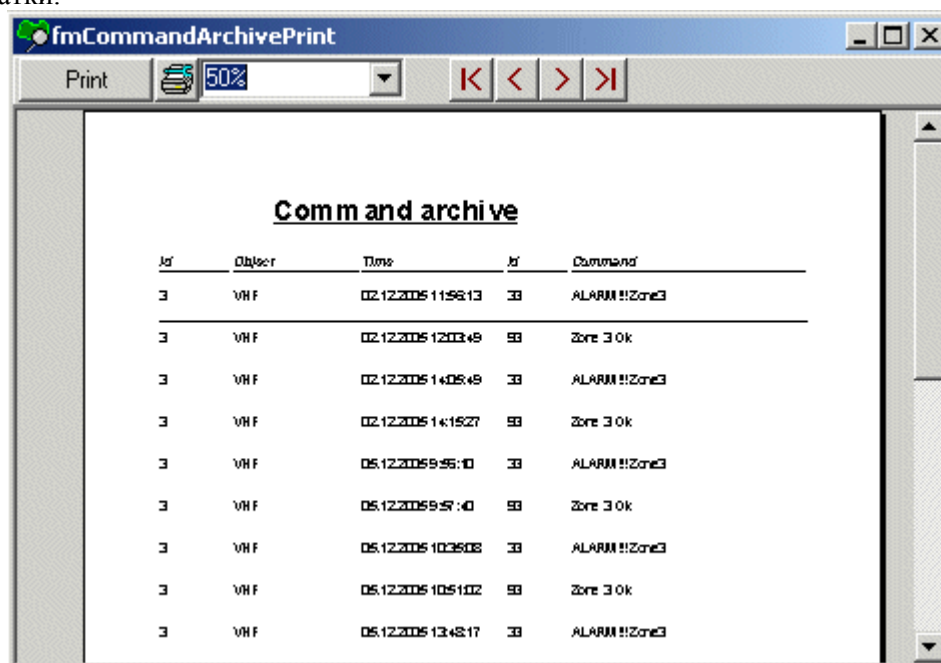 fmCommandArchivePrint
Print 50%
Command archive
Id Object Time Id Command
3 VHF 02.12.2005 11:56:13 33 ALARM!!!Zone3
3 VHF 02.12.2005 12:03:49 93 Zone 3 Ok
3 VHF 02.12.2005 14:05:49 33 ALARM!!!Zone3
3 VHF 02.12.2005 14:15:27 93 Zone 3 Ok
3 VHF 05.12.2005 9:56:10 33 ALARM!!!Zone3
3 VHF 05.12.2005 9:57:40 93 Zone 3 Ok
3 VHF 05.12.2005 10:35:08 33 ALARM!!!Zone3
3 VHF 05.12.2005 10:51:02 93 Zone 3 Ok
3 VHF 05.12.2005 13:48:17 33 ALARM!!!Zone3